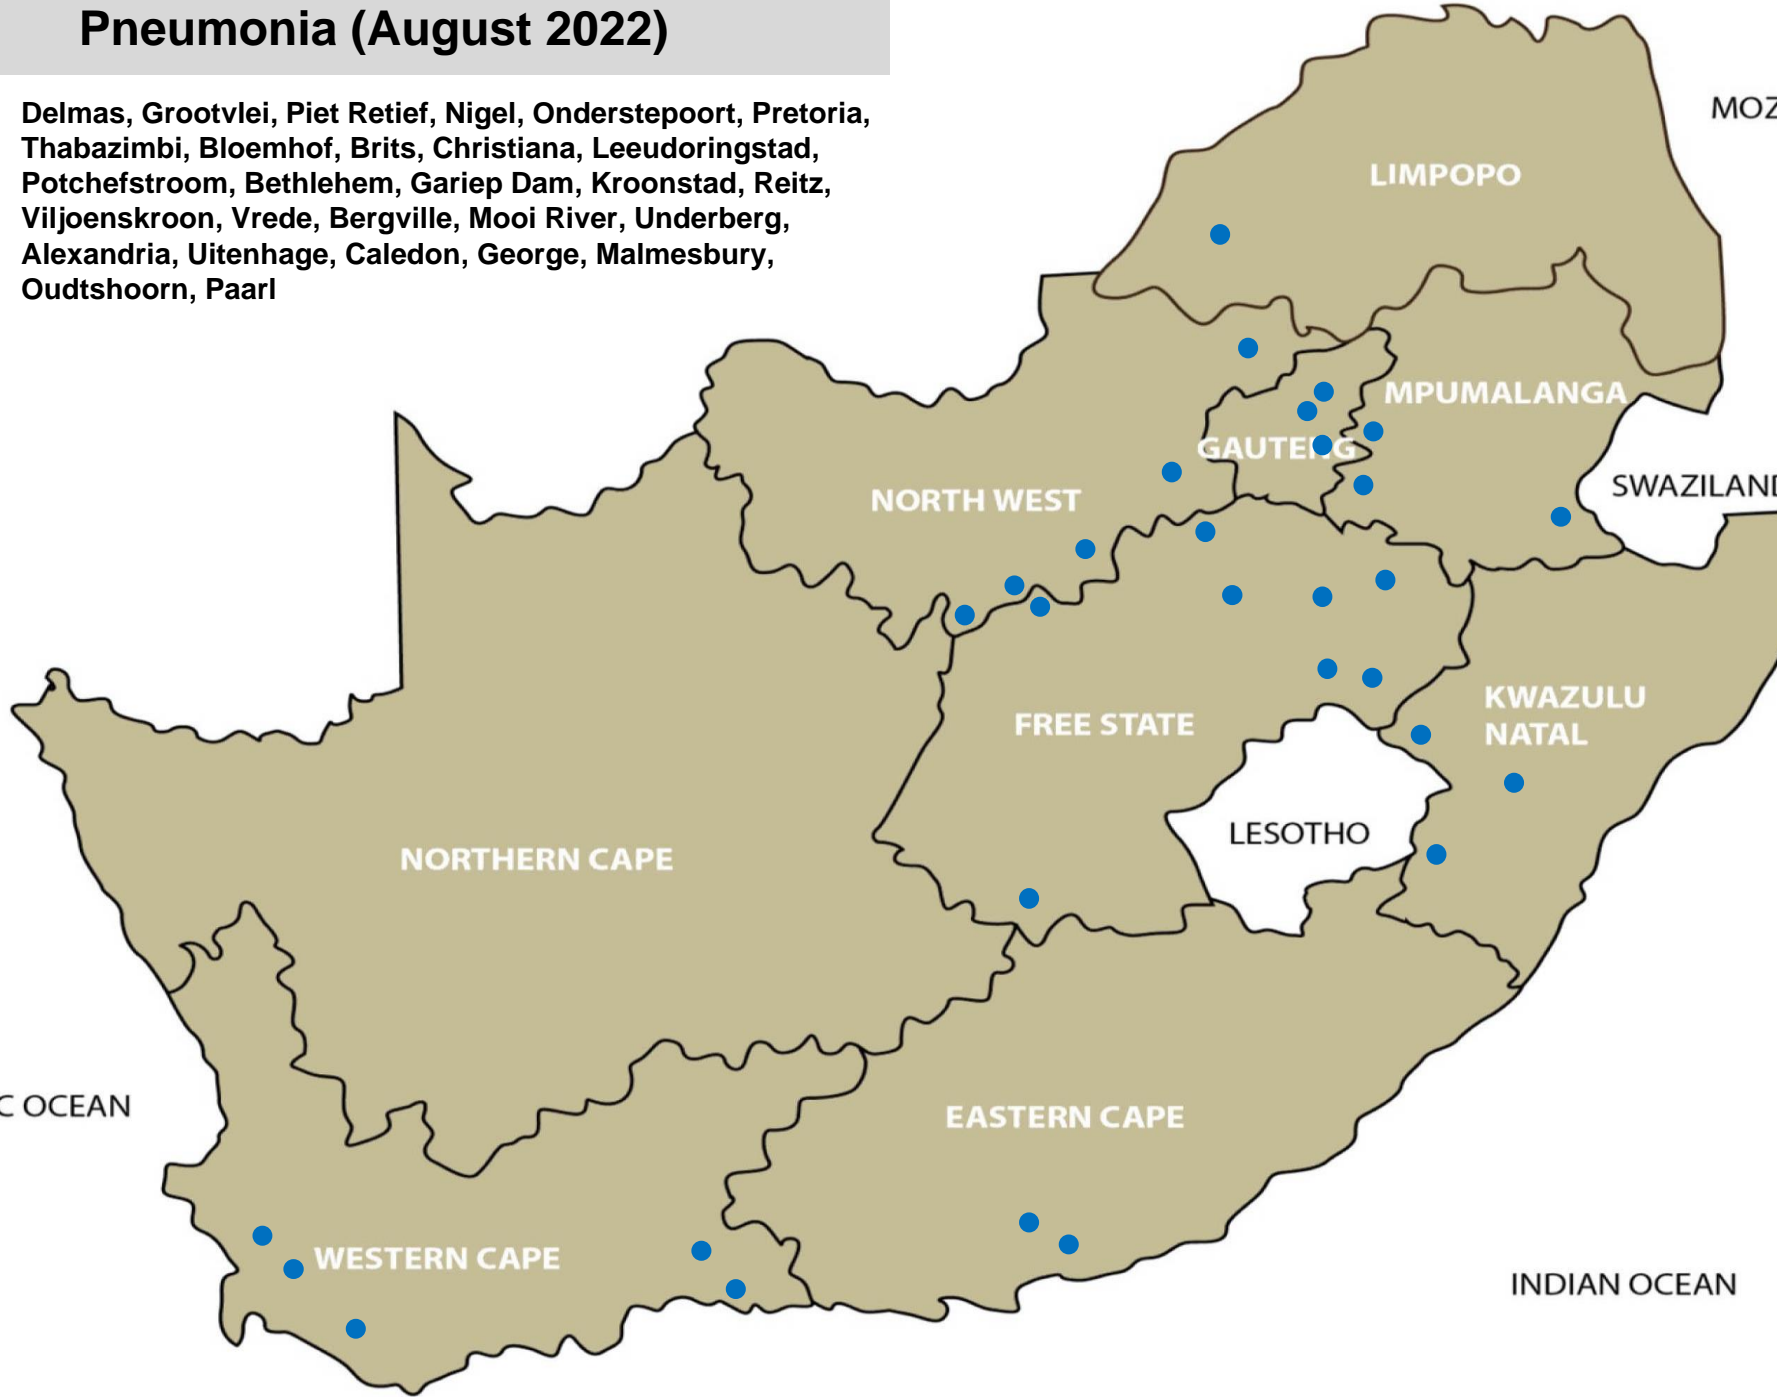 Pneumonia (August 2022)
Delmas, Grootvlei, Piet Retief, Nigel, Onderstepoort, Pretoria,
Thabazimbi, Bloemhof, Brits, Christiana, Leeudoringstad,
Potchefstroom, Bethlehem, Gariep Dam, Kroonstad, Reitz,
Viljoenskroon, Vrede, Bergville, Mooi River, Underberg,
Alexandria, Uitenhage, Caledon, George, Malmesbury,
Oudtshoorn, Paarl
MOZ
LIMPOPO
MPUMALANGA
GAUTENG
SWAZILAND
NORTH WEST
KWAZULU
NATAL
FREE STATE
LESOTHO
NORTHERN CAPE
C OCEAN
EASTERN CAPE
WESTERN CAPE
INDIAN OCEAN